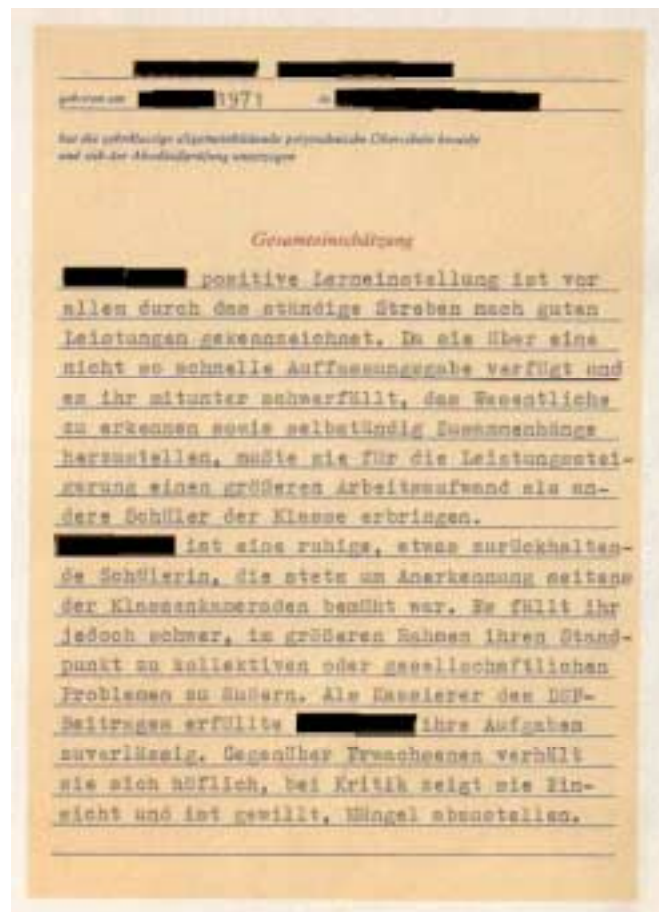 geboren am 1971 in
hat die zehnklassige allgemeinbildende polytechnische Oberschule besucht
und sich der Abschlußprüfung unterzogen
Gesamteinschätzung
positive Lerneinstellung ist vor
allem durch das ständige Streben nach guten
Leistungen gekennzeichnet. Da sie über eine
nicht so schnelle Auffassungsgabe verfügt und
es ihr mitunter schwerfällt, das Wesentliche
zu erkennen sowie selbständig Zusammenhänge
herzustellen, mußte sie für die Leistungsstei-
gerung einen größeren Arbeitsaufwand als an-
dere Schüler der Klasse erbringen.
ist eine ruhige, etwas zurückhalten-
de Schülerin, die stets um Anerkennung seitens
der Klassenkameraden bemüht war. Es fällt ihr
jedoch schwer, im größeren Rahmen ihren Stand-
punkt zu kollektiven oder gesellschaftlichen
Problemen zu äußern. Als Kassierer des DSF-
Beitrages erfüllte ihre Aufgaben
zuverlässig. Gegenüber Erwachsenen verhält
sie sich höflich, bei Kritik zeigt sie Ein-
sicht und ist gewillt, Mängel abzustellen.